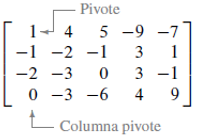 Pivote
1 4 5 -9 -7
-1 -2 -1 3 1
-2 -3 0 3 -1
0 -3 -6 4 9
Columna pivote